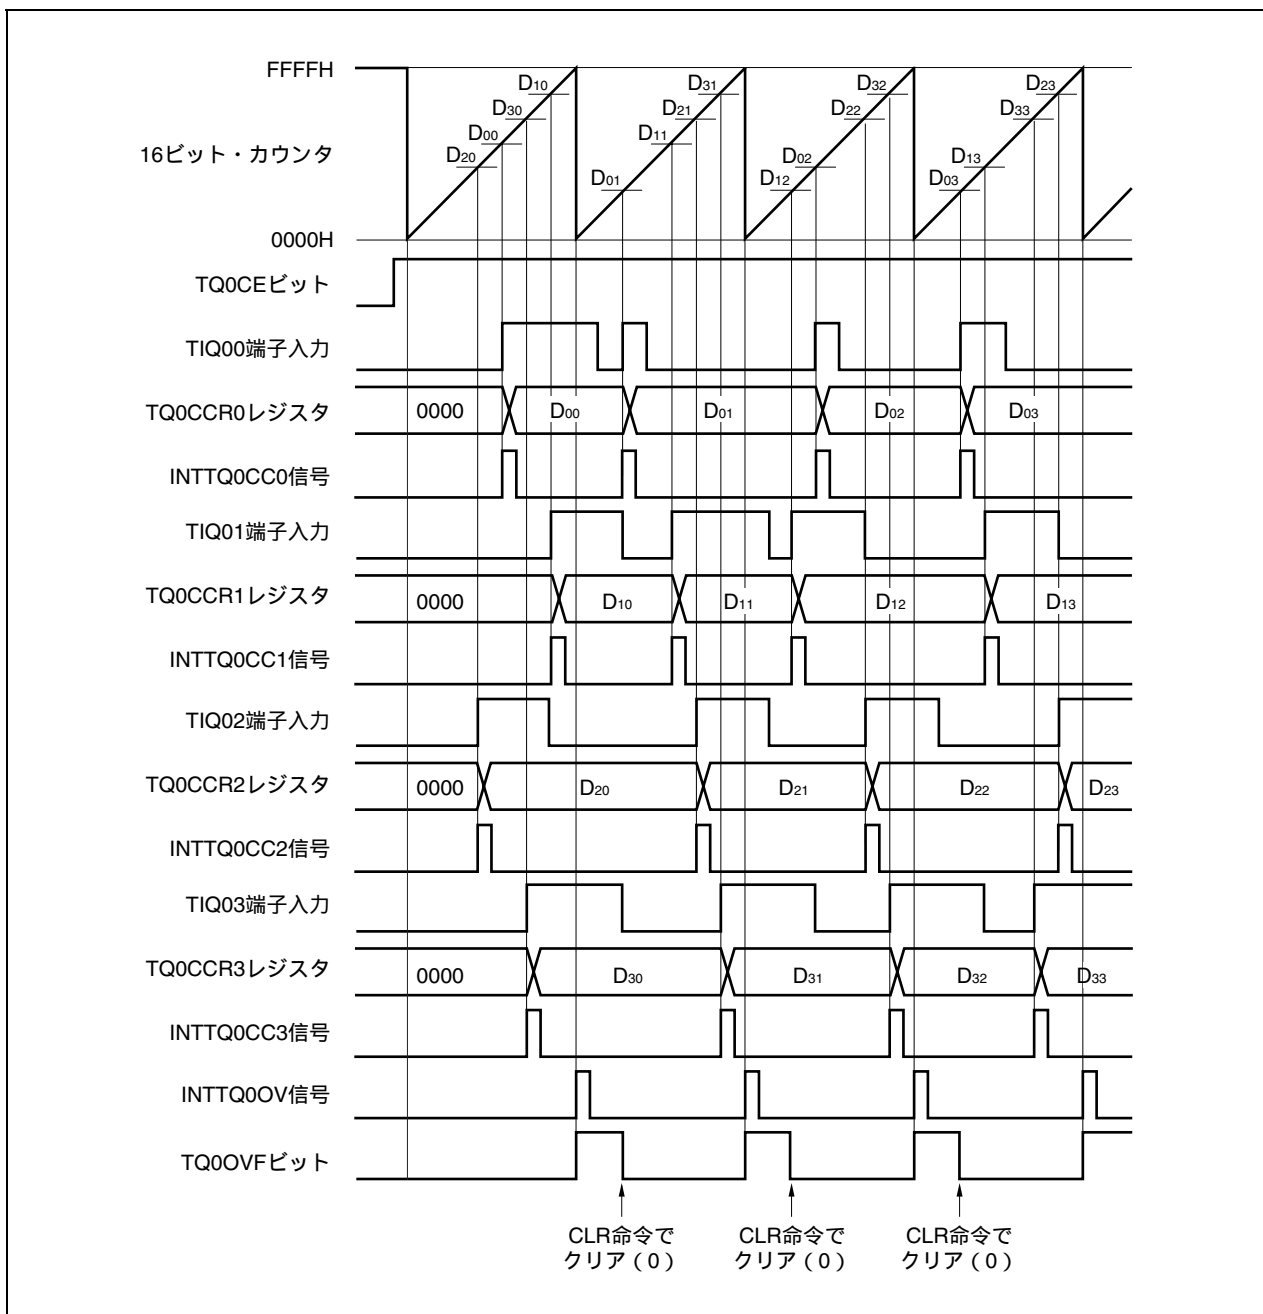 FFFFH
D10
D31
D32
D23
D30
D21
D22
D33
D00
D11
16ビット・カウンタ
D20
D02
D13
D01
D12
D03
0000H
TQ0CEビット
TIQ00端子入力
TQ0CCR0レジスタ 0000 D00 D01 D02 D03
INTTQ0CC0信号
TIQ01端子入力
TQ0CCR1レジスタ 0000 D10 D11 D12 D13
INTTQ0CC1信号
TIQ02端子入力
TQ0CCR2レジスタ 0000 D20 D21 D22 D23
INTTQ0CC2信号
TIQ03端子入力
TQ0CCR3レジスタ 0000 D30 D31 D32 D33
INTTQ0CC3信号
INTTQ0OV信号
TQ0OVFビット
CLR命令で
クリア（0）
CLR命令で
クリア（0）
CLR命令で
クリア（0）